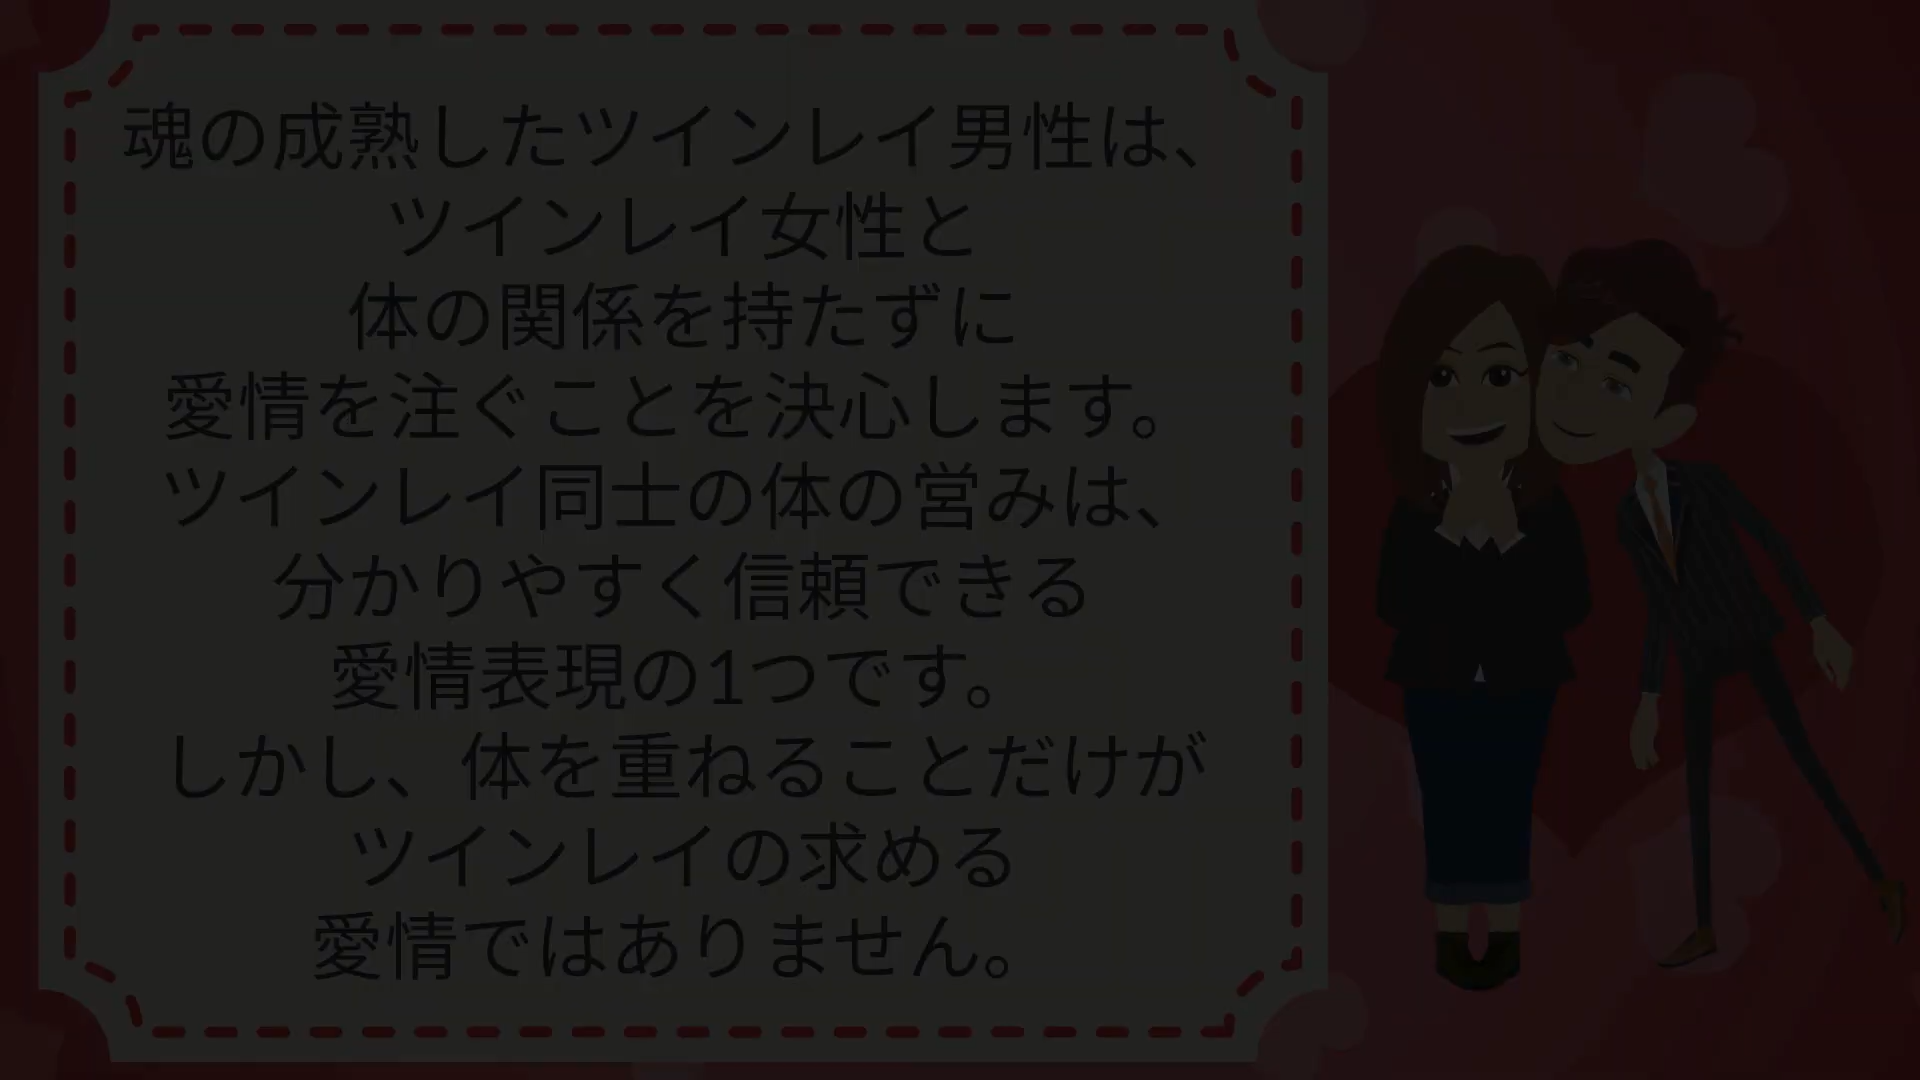 魂の成熟したツインレイ男性は、
ツインレイ女性と
体の関係を持たずに
愛情を注ぐことを決心します。
ツインレイ同士の体の営みは、
分かりやすく信頼できる
愛情表現の1つです。
しかし、体を重ねることだけが
ツインレイの求める
愛情ではありません。